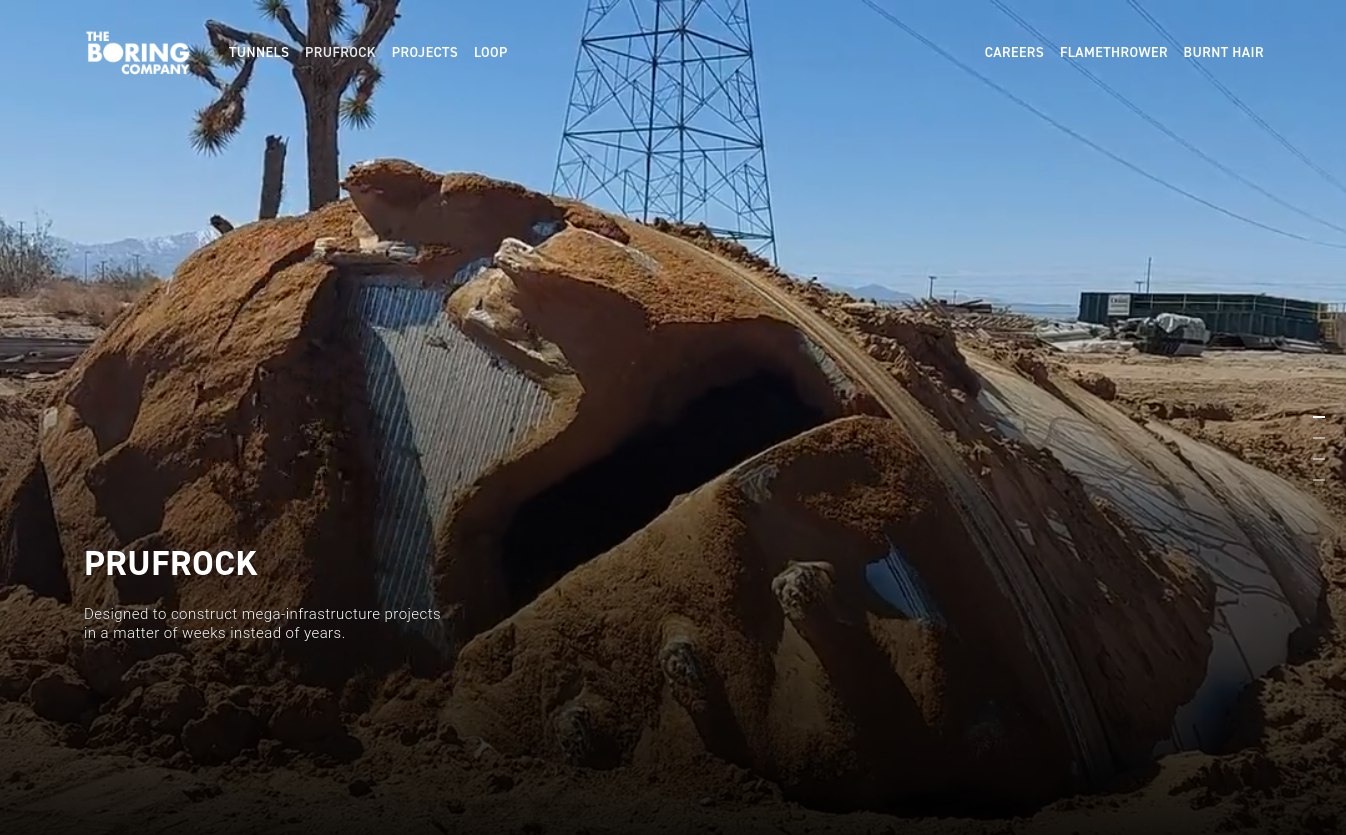 THE
BORING
COMPANY
TUNNELS PRUFROCK PROJECTS LOOP
CAREERS FLAMETHROWER BURNT HAIR
PRUFROCK
Designed to construct mega-infrastructure projects
in a matter of weeks instead of years.